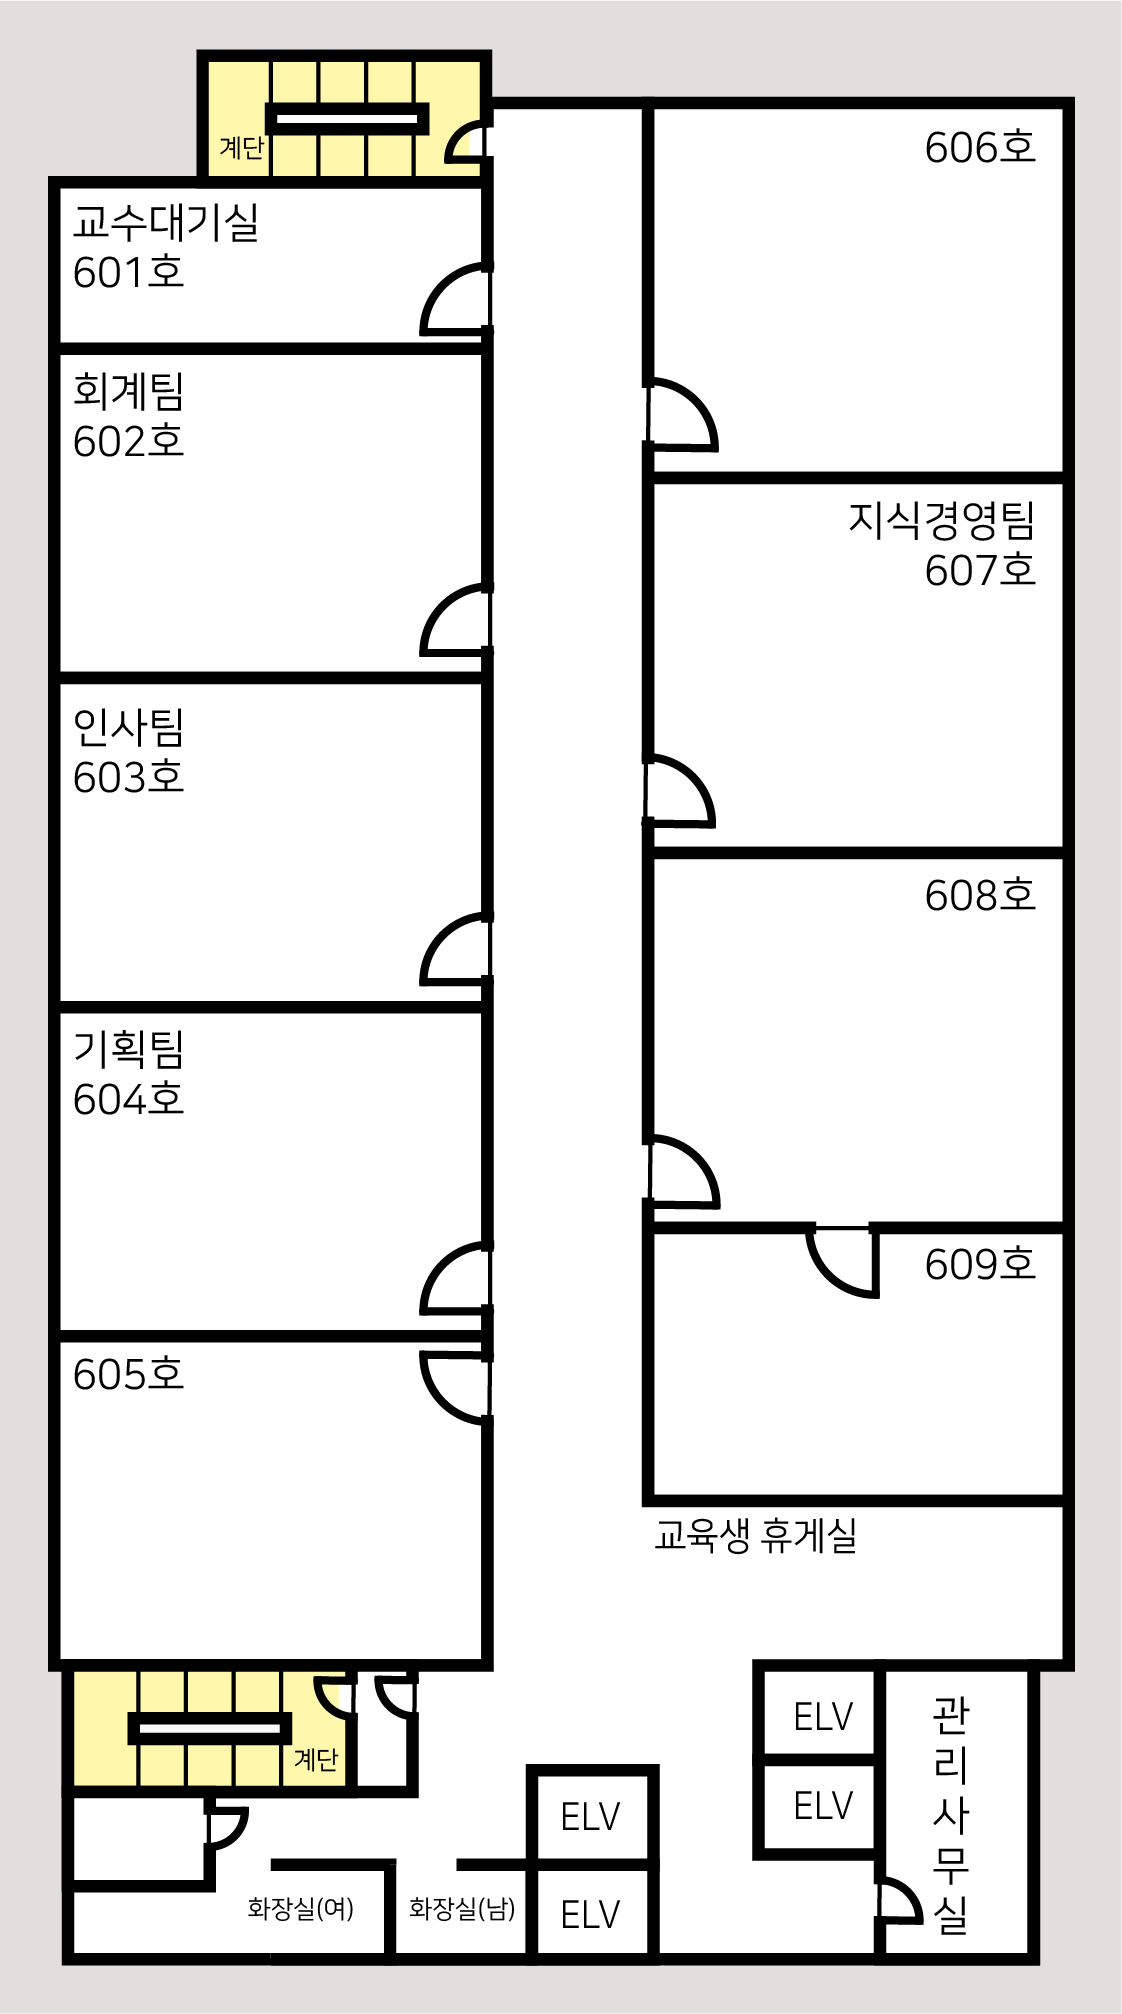 계단
교수대기실
601호
606호
회계팀
602호
지식경영팀
607호
인사팀
603호
608호
기획팀
604호
609호
605호
교육생 휴게실
계단
ELV
ELV
ELV
ELV
관
리
사
무
실
화장실(여)
화장실(남)